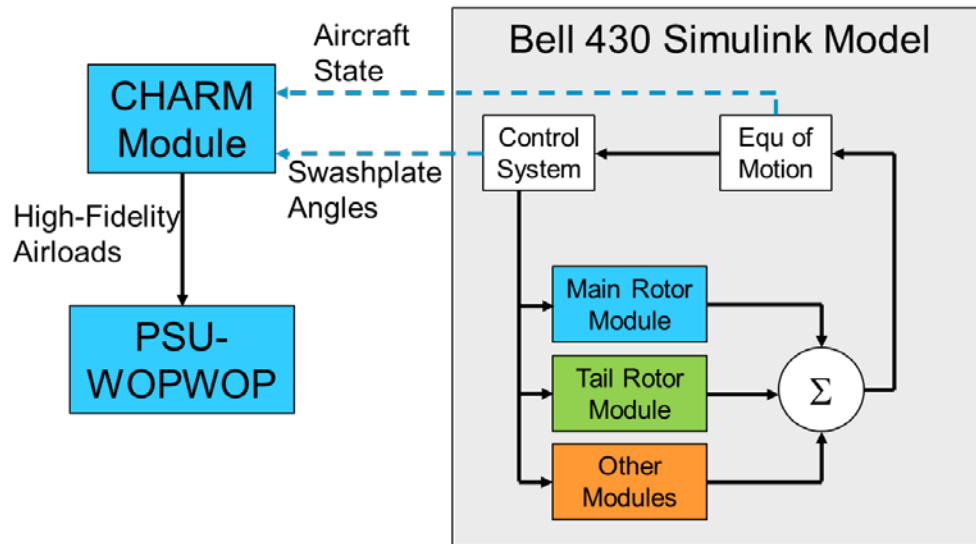 Bell 430 Simulink Model
Aircraft
State
CHARM
Module
Control
System
Equ of
Motion
Swashplate
Angles
High-Fidelity
Airloads
Main Rotor
Module
PSU-
WOPWOP
Tail Rotor
Module
Σ
Other
Modules